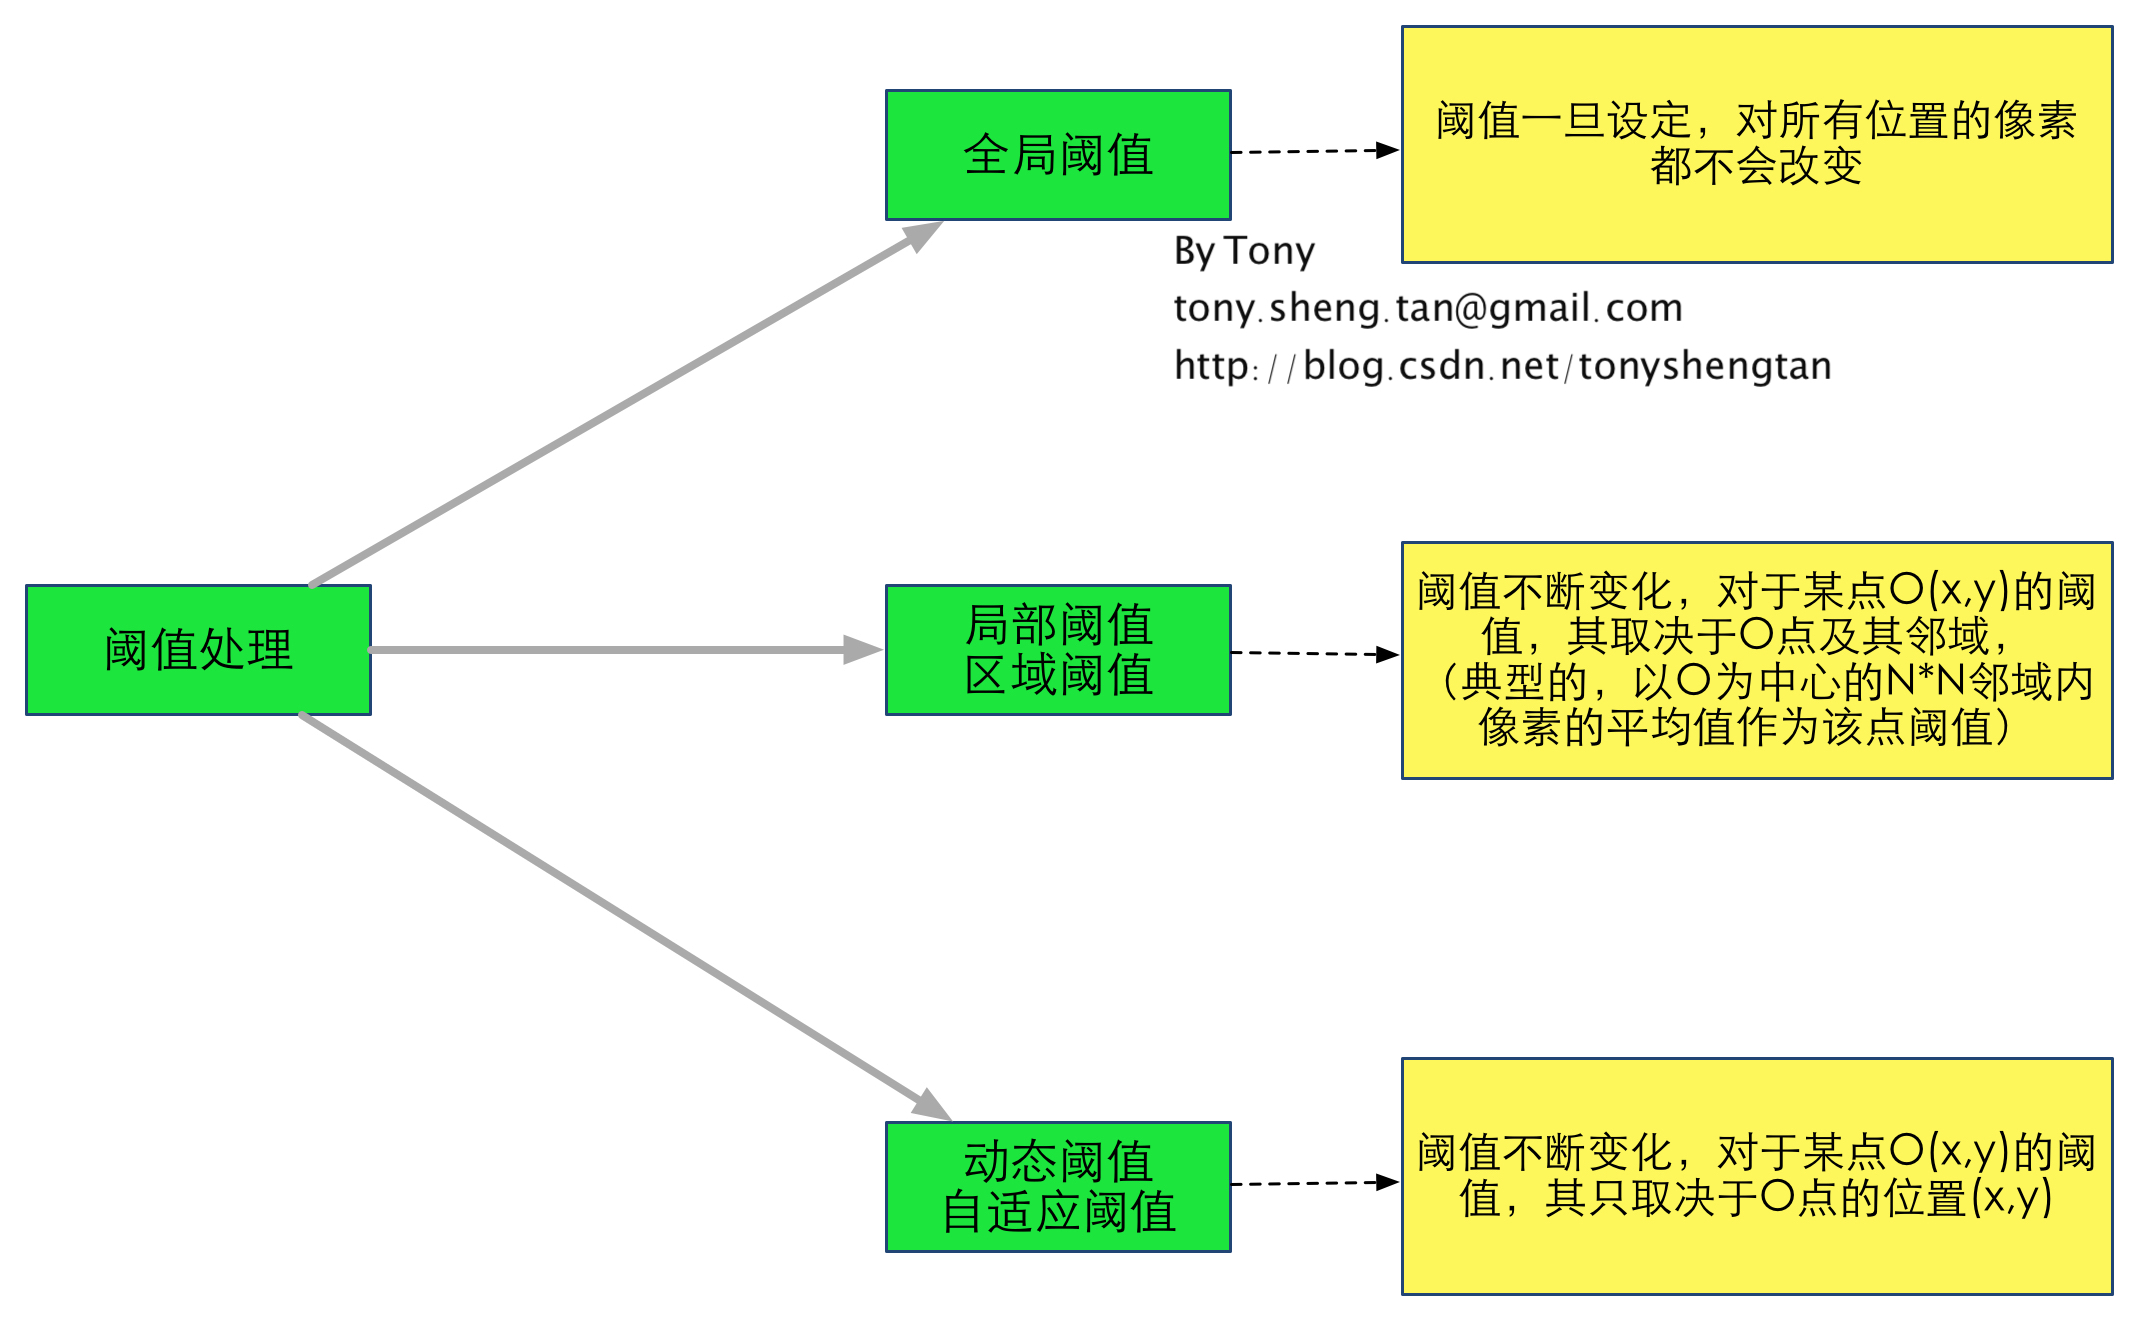 全局阈值
阈值一旦设定，对所有位置的像素
都不会改变
By Tony
tony.sheng.tan@gmail.com
http://blog.csdn.net/tonyshengtan
阈值处理
局部阈值
区域阈值
阈值不断变化，对于某点O(x,y)的阈
值，其取决于O点及其邻域，
（典型的，以O为中心的N*N邻域内
像素的平均值作为该点阈值）
动态阈值
自适应阈值
阈值不断变化，对于某点O(x,y)的阈
值，其只取决于O点的位置(x,y)